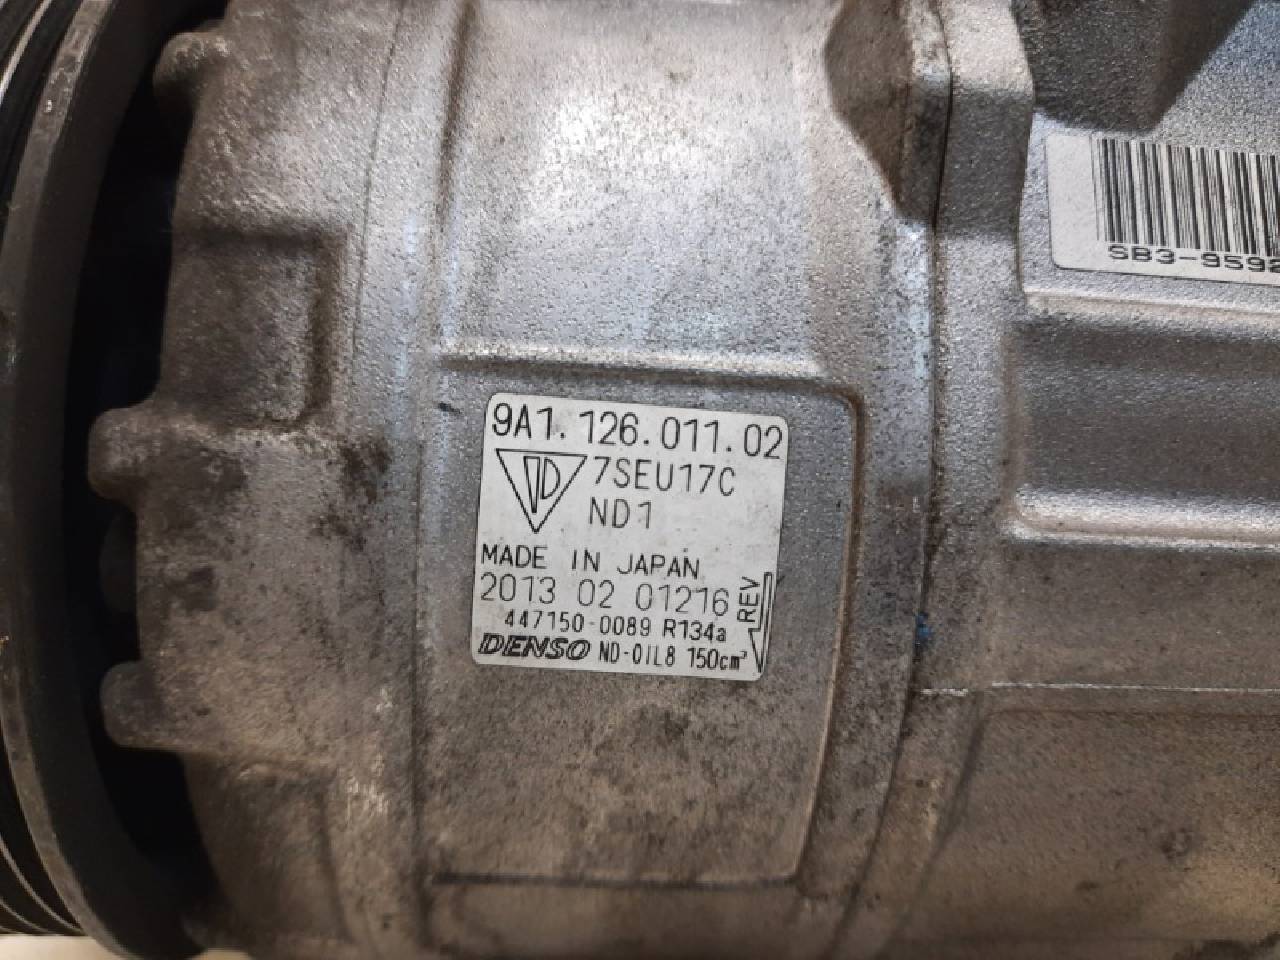 SB3-959
9A1.126.011.02
7SEU17C
ND1
MADE IN JAPAN
2013 02 01216
REV
447150-0089 R134a
DENSO ND-OIL8 150cm³